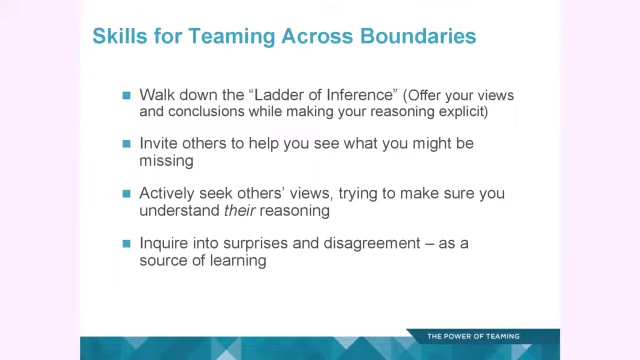 Skills for Teaming Across Boundaries
Walk down the “Ladder of Inference” (Offer your views
and conclusions while making your reasoning explicit)
Invite others to help you see what you might be
missing
Actively seek others’ views, trying to make sure you
understand their reasoning
Inquire into surprises and disagreement – as a
source of learning
THE POWER OF TEAMING